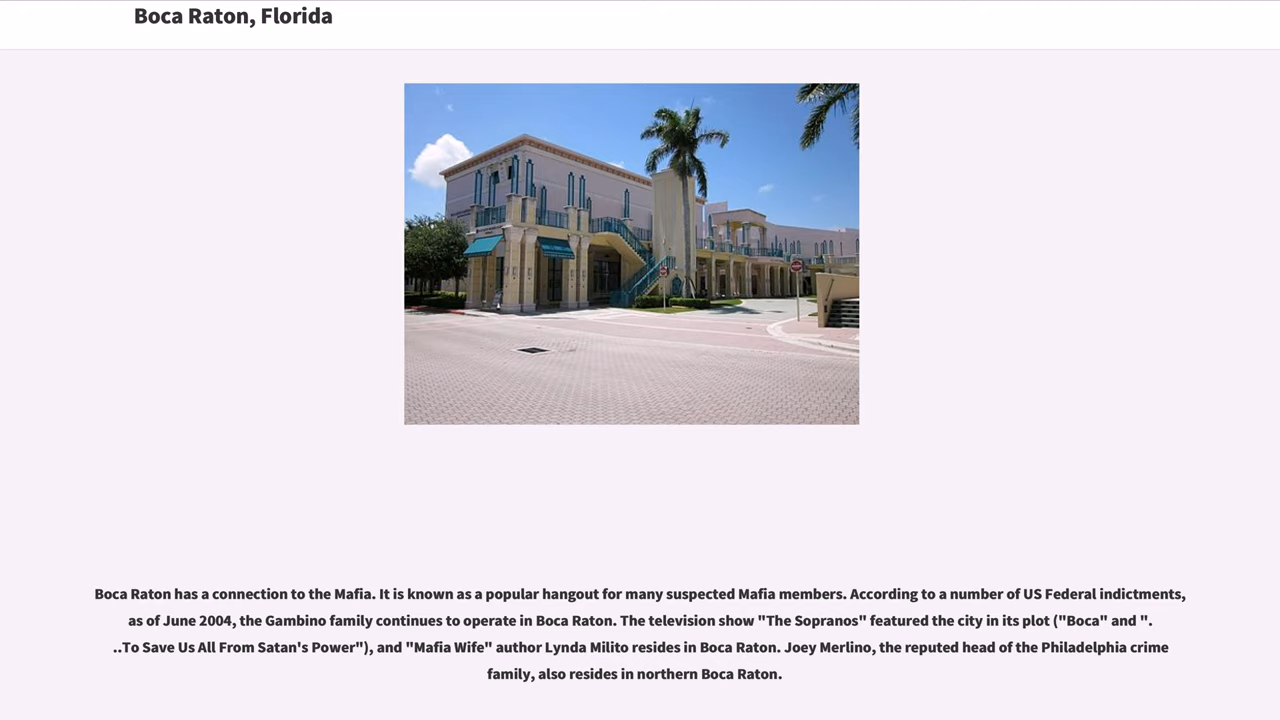 Boca Raton, Florida
Boca Raton has a connection to the Mafia. It is known as a popular hangout for many suspected Mafia members. According to a number of US Federal indictments,
as of June 2004, the Gambino family continues to operate in Boca Raton. The television show "The Sopranos" featured the city in its plot ("Boca" and ".
..To Save Us All From Satan's Power"), and "Mafia Wife" author Lynda Milito resides in Boca Raton. Joey Merlino, the reputed head of the Philadelphia crime
family, also resides in northern Boca Raton.